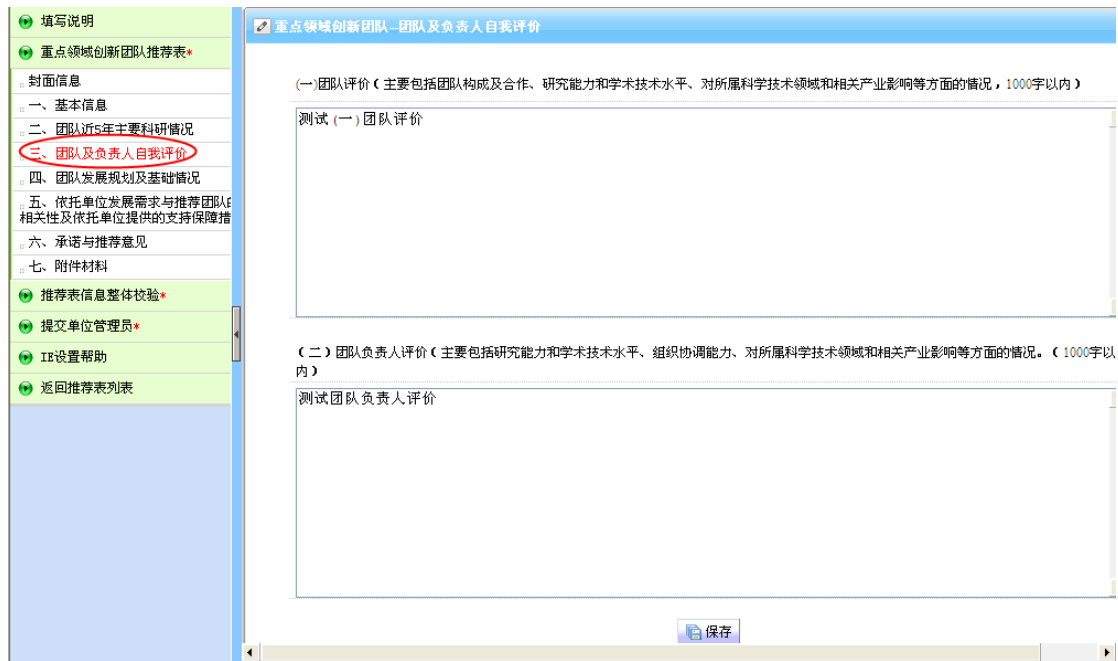 填写说明
重点领域创新团队推荐表*
封面信息
一、基本信息
二、团队近5年主要科研情况
三、团队及负责人自我评价
四、团队发展规划及基础情况
五、依托单位发展需求与推荐团队的
相关性及依托单位提供的支持保障措
六、承诺与推荐意见
七、附件材料
推荐表信息整体校验*
提交单位管理员*
IE设置帮助
返回推荐表列表
重点领域创新团队--团队及负责人自我评价
(一)团队评价(主要包括团队构成及合作、研究能力和学术技术水平、对所属科学技术领域和相关产业影响等方面的情况,1000字以内)
测试(一)团队评价
(二)团队负责人评价(主要包括研究能力和学术技术水平、组织协调能力、对所属科学技术领域和相关产业影响等方面的情况。(1000字以
内)
测试团队负责人评价
保存